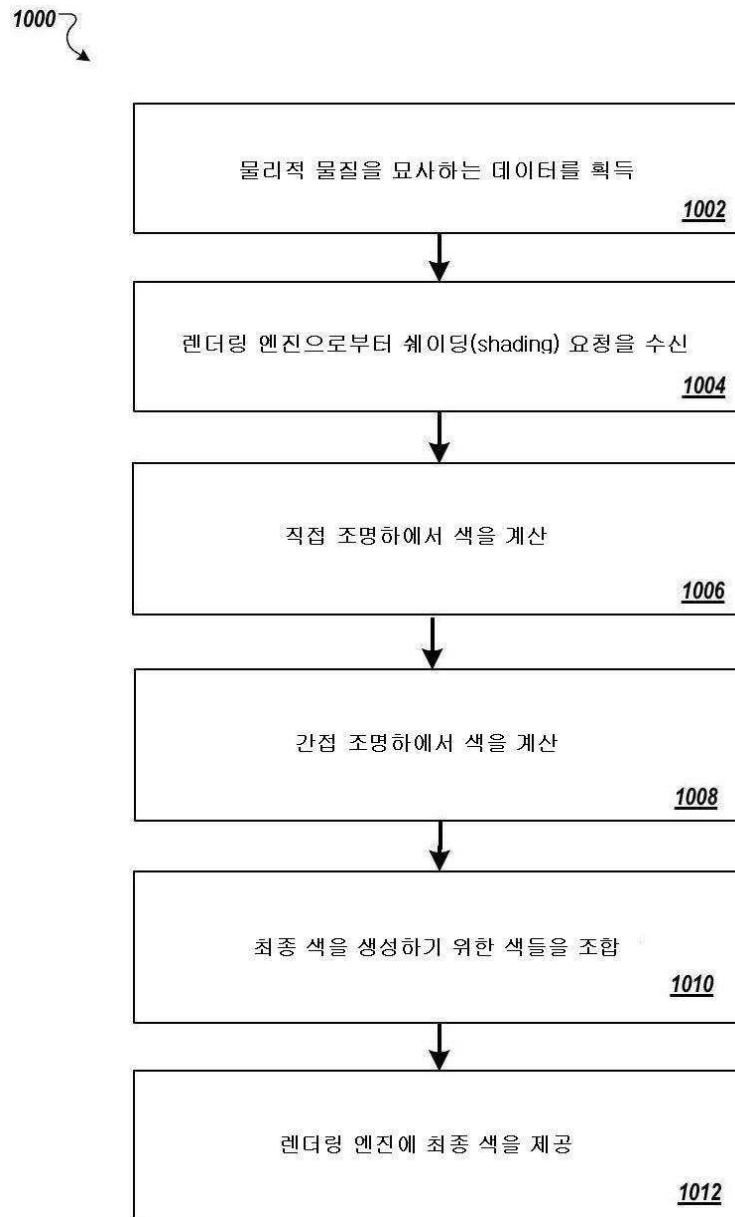 1000
물리적 물질을 묘사하는 데이터를 획득
1002
렌더링 엔진으로부터 쉐이딩(shading) 요청을 수신
1004
직접 조명하에서 색을 계산
1006
간접 조명하에서 색을 계산
1008
최종 색을 생성하기 위한 색들을 조합
1010
렌더링 엔진에 최종 색을 제공
1012